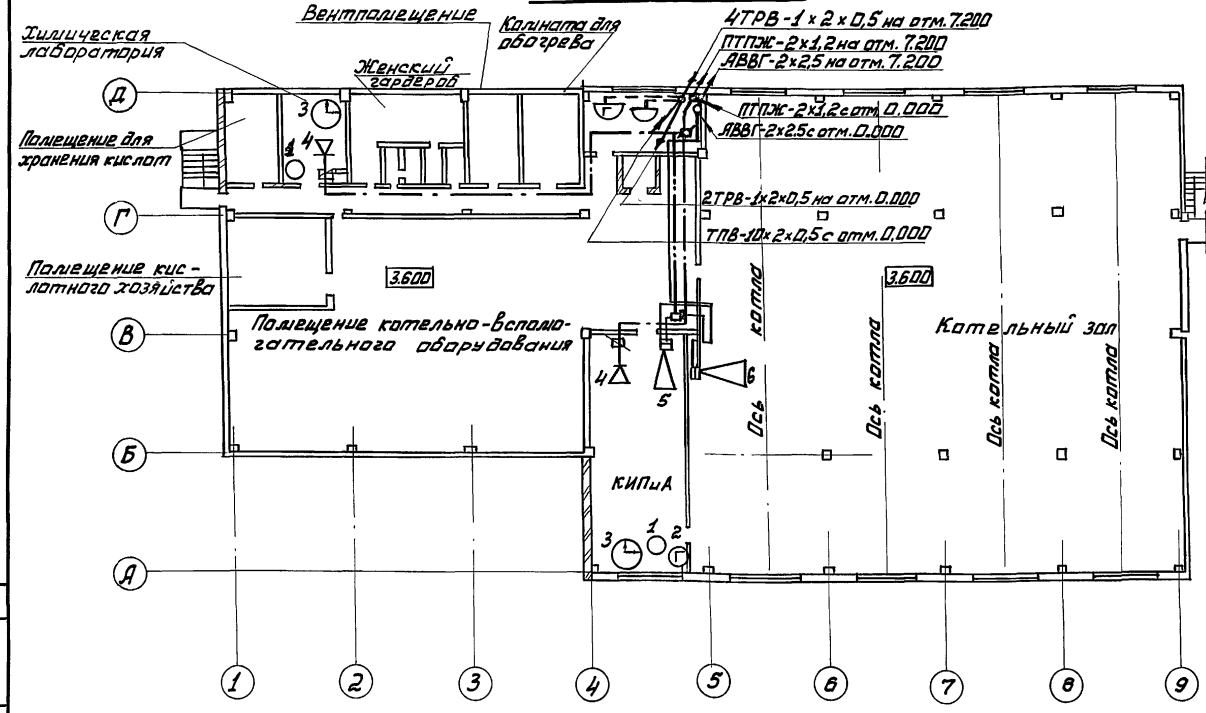 Вентпомещение
Комната для
обогрева
4ТРВ-1×2×0,5 на отм. 7.200
ПТПЖ-2×1,2 на отм. 7.200
АВВГ-2×2,5 на отм. 7.200
Химическая
лаборатория
Женский
гардероб
Д
3
ПТПЖ-2×1,2 с отм. 0.000
АВВГ-2×2,5 с отм. 0.000
Помещение для
хранения кислот
4
2ТРВ-1×2×0,5 на отм. 0.000
Г
ТПВ-10×2×0,5 с отм. 0.000
Помещение кис-
лотного хозяйства
3.600
3.600
Помещение котельно-вспомо-
гательного оборудования
Котельный зал
В
4
5
6
Ось котла
Ось котла
Ось котла
Ось котла
Б
КИПиА
3
1
2
Г
А
1
2
3
4
5
6
7
8
9